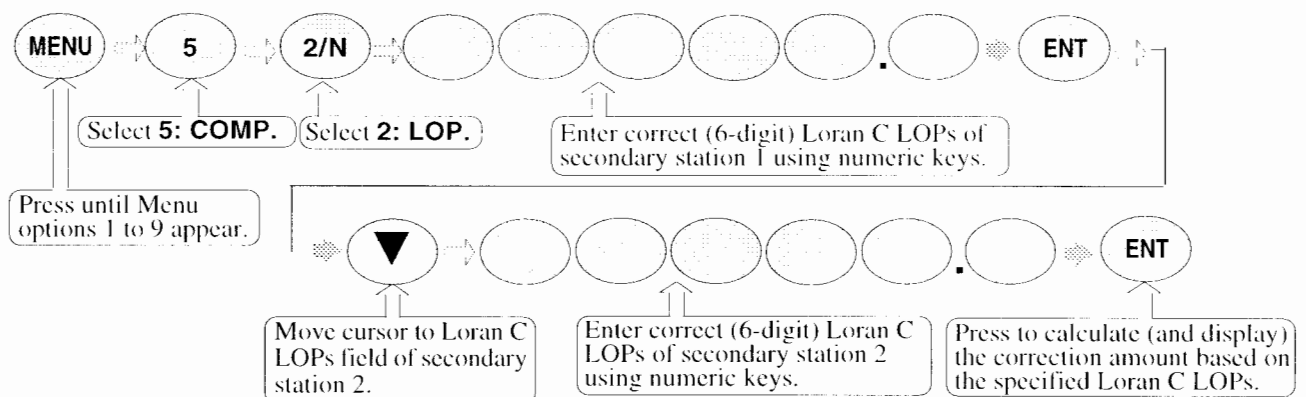 MENU 5 2/N . ENT
Select 5: COMP. Select 2: LOP.
Enter correct (6-digit) Loran C LOPs of
secondary station 1 using numeric keys.
Press until Menu
options 1 to 9 appear.
▼ . ENT
Move cursor to Loran C
LOPs field of secondary
station 2.
Enter correct (6-digit) Loran C
LOPs of secondary station 2
using numeric keys.
Press to calculate (and display)
the correction amount based on
the specified Loran C LOPs.